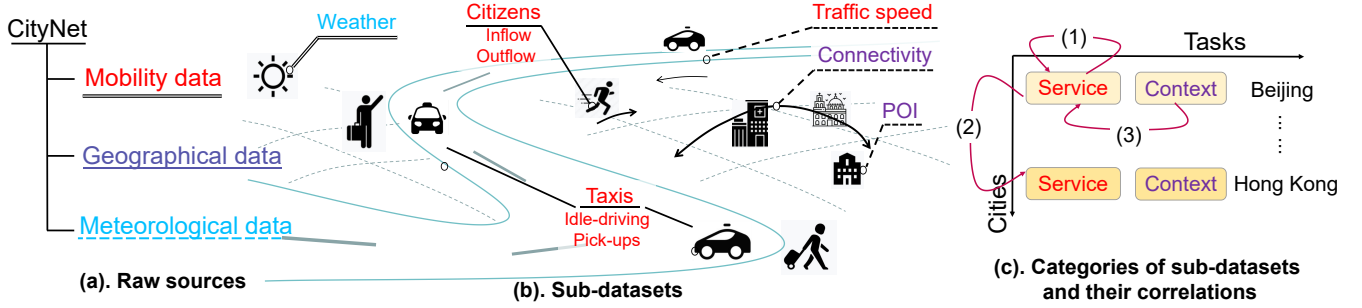 CityNet
Mobility data
Geographical data
Meteorological data
(a). Raw sources
Weather
Citizens
Inflow
Outflow
Taxis
Idle-driving
Pick-ups
Traffic speed
Connectivity
POI
(b). Sub-datasets
Tasks
Cities
(1)
Service
Context
Beijing
(2)
(3)
Service
Context
Hong Kong
(c). Categories of sub-datasets
and their correlations